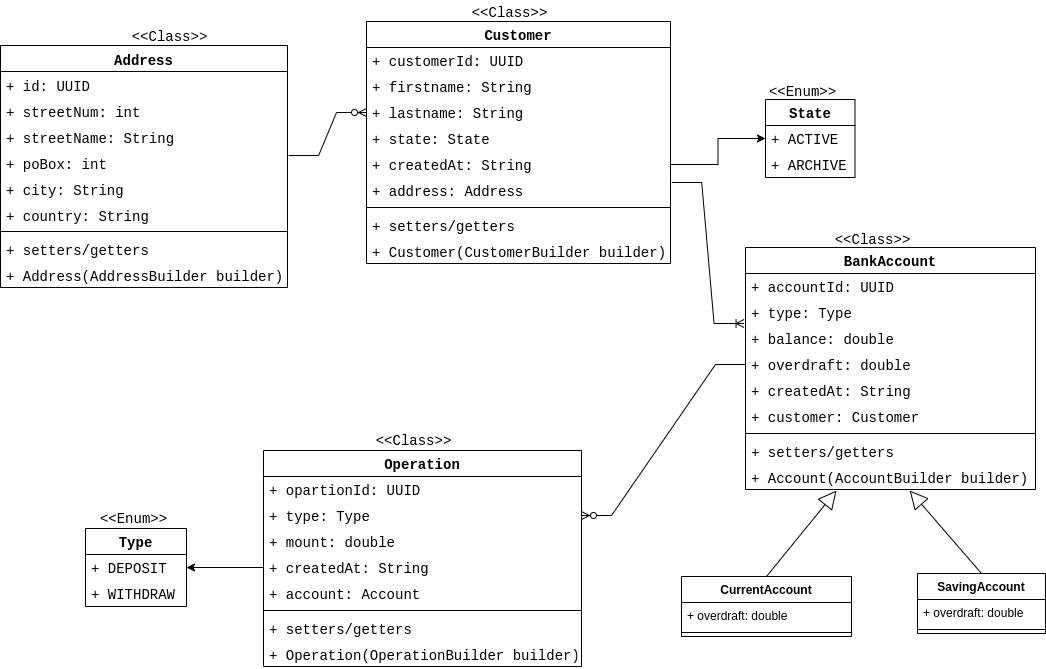 <<Class>>
Address
+ id: UUID
+ streetNum: int
+ streetName: String
+ poBox: int
+ city: String
+ country: String
+ setters/getters
+ Address(AddressBuilder builder)
<<Class>>
Customer
+ customerId: UUID
+ firstname: String
+ lastname: String
+ state: State
+ createdAt: String
+ address: Address
+ setters/getters
+ Customer(CustomerBuilder builder)
<<Enum>>
State
+ ACTIVE
+ ARCHIVE
<<Class>>
BankAccount
+ accountId: UUID
+ type: Type
+ balance: double
+ overdraft: double
+ createdAt: String
+ customer: Customer
+ setters/getters
+ Account(AccountBuilder builder)
<<Class>>
Operation
+ opartionId: UUID
+ type: Type
+ mount: double
+ createdAt: String
+ account: Account
+ setters/getters
+ Operation(OperationBuilder builder)
<<Enum>>
Type
+ DEPOSIT
+ WITHDRAW
CurrentAccount
+ overdraft: double
SavingAccount
+ overdraft: double